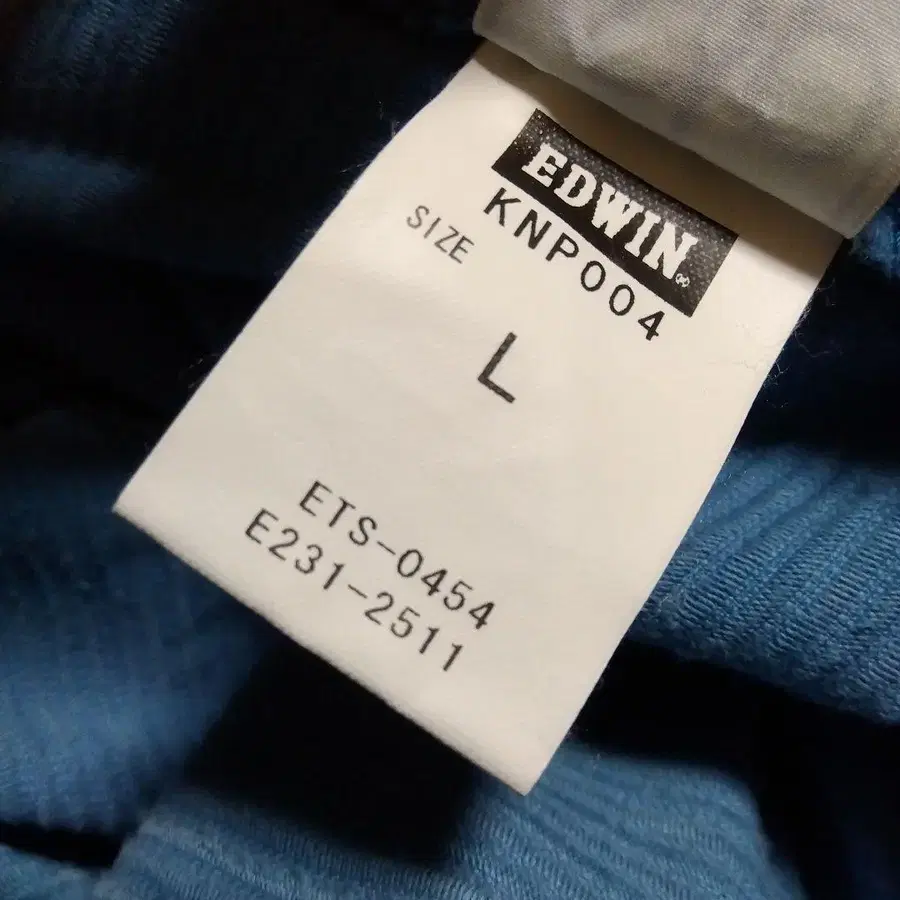 EDWIN®
KNP004
SIZE
L
ETS-0454
E231-2511